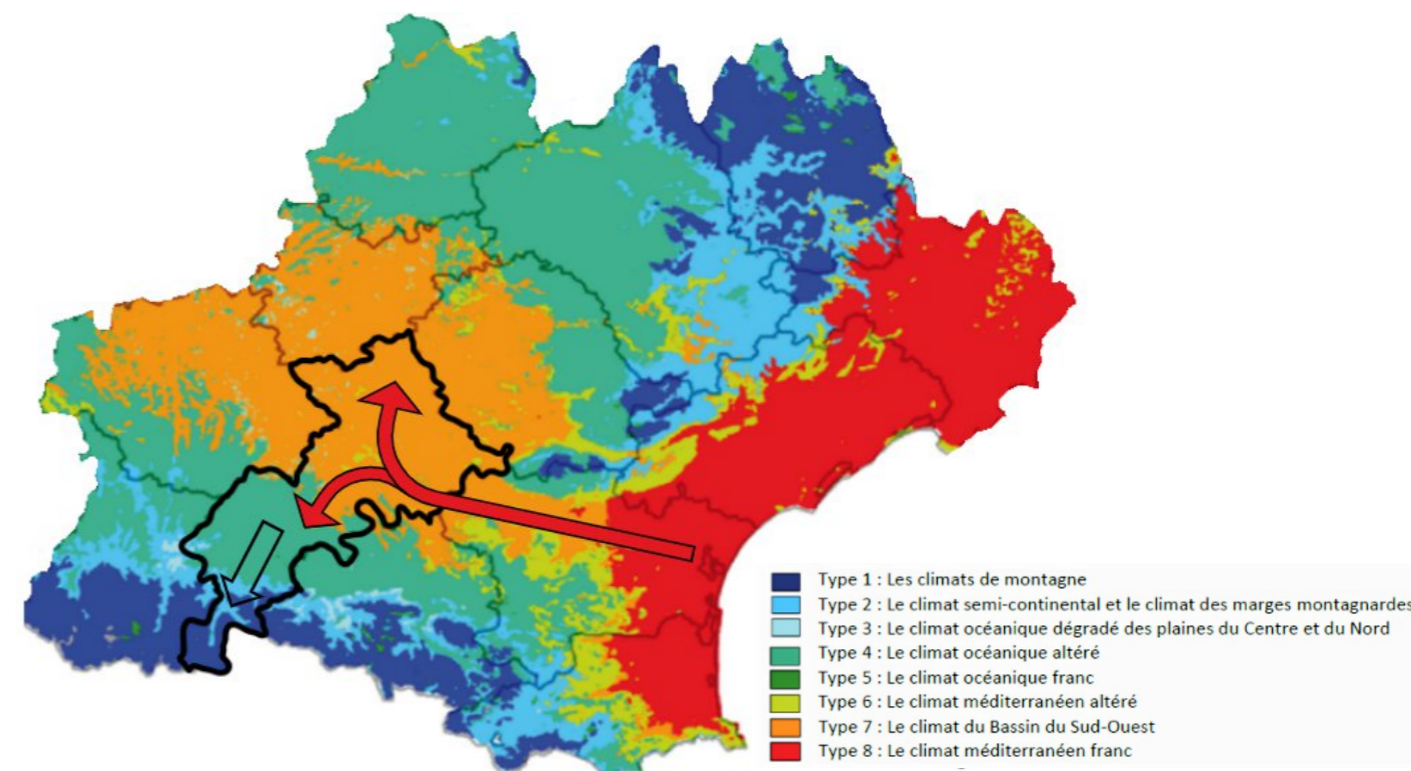 Type 1 : Les climats de montagne
Type 2 : Le climat semi-continental et le climat des marges montagnardes
Type 3 : Le climat océanique dégradé des plaines du Centre et du Nord
Type 4 : Le climat océanique altéré
Type 5 : Le climat océanique franc
Type 6 : Le climat méditerranéen altéré
Type 7 : Le climat du Bassin du Sud-Ouest
Type 8 : Le climat méditerranéen franc